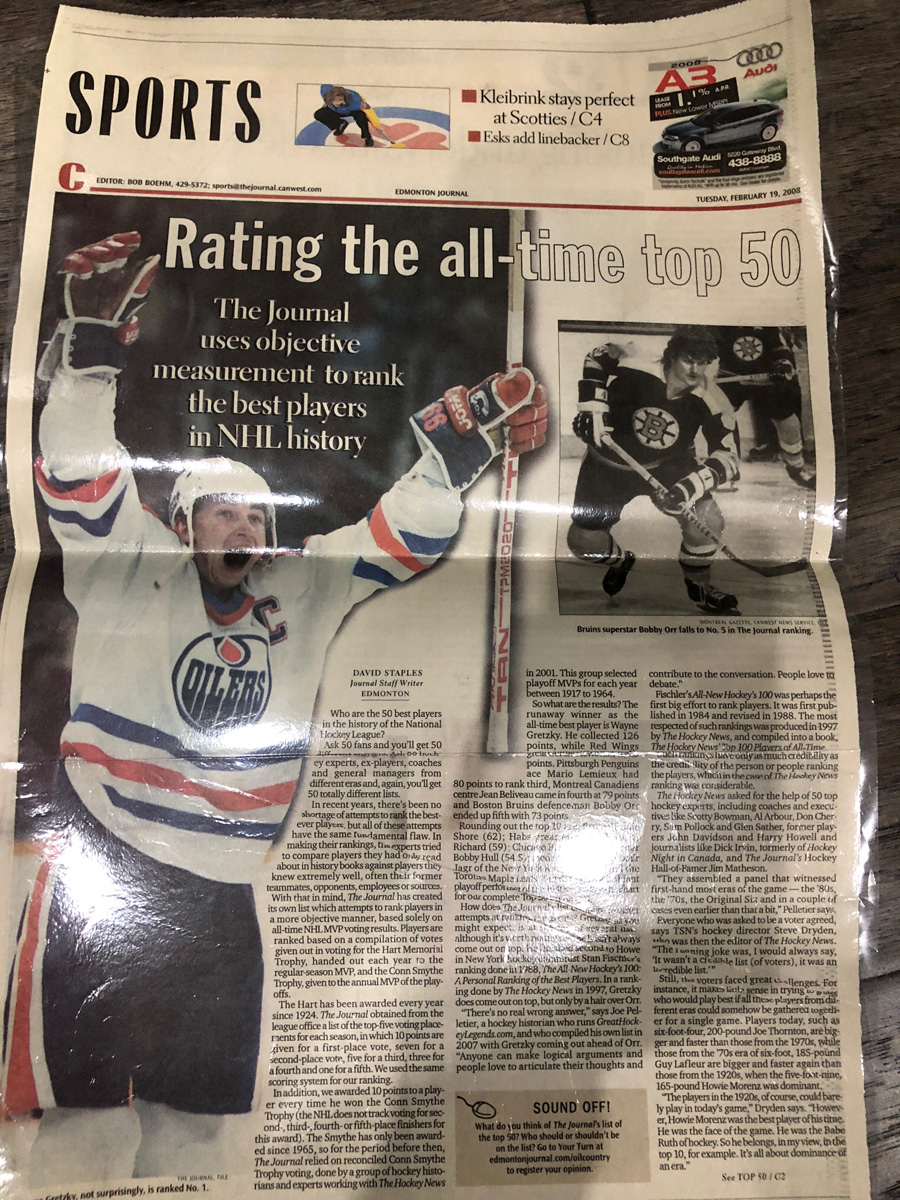 SPORTS
Kleibrink stays perfect
at Scotties / C4
Esks add linebacker / C8
2008
A3
Audi
LEASE
FROM
1.1%
A.P.R.
PLUS New Lower MSRPs
Southgate Audi
Quality in Motion
southgateaudi.com
5220 Gateway Blvd.
438-8888
C
EDITOR: BOB BOEHM, 429-5372; sports@thejournal.canwest.com
EDMONTON JOURNAL
TUESDAY, FEBRUARY 19, 2008
Rating the all-time top 50
The Journal
uses objective
measurement to rank
the best players
in NHL history
99
JOFA
TITAN
TPM2020
C
OILERS
B
MONTREAL GAZETTE, CANWEST NEWS SERVICE,
Bruins superstar Bobby Orr falls to No. 5 in The Journal ranking.
DAVID STAPLES
Journal Staff Writer
EDMONTON
Who are the 50 best players
in the history of the National
Hockey League?
Ask 50 fans and you'll get 50
ey experts, ex-players, coaches
and general managers from
different eras and, again, you'll get
50 totally different lists.
In recent years, there's been no
shortage of attempts to rank the best-
ever players, but all of these attempts
have the same fundamental flaw. In
making their rankings, the experts tried
to compare players they had only read
about in history books against players they
knew extremely well, often their former
teammates, opponents, employees or sources.
With that in mind, The Journal has created
its own list which attempts to rank players in
a more objective manner, based solely on
all-time NHL MVP voting results. Players are
ranked based on a compilation of votes
given out in voting for the Hart Memorial
Trophy, handed out each year to the
regular-season MVP, and the Conn Smythe
Trophy, given to the annual MVP of the play-
offs.
The Hart has been awarded every year
since 1924. The Journal obtained from the
league office a list of the top-five voting place-
ments for each season, in which 10 points are
given for a first-place vote, seven for a
second-place vote, five for a third, three for
a fourth and one for a fifth. We used the same
scoring system for our ranking.
In addition, we awarded 10 points to a play-
er every time he won the Conn Smythe
Trophy (the NHL does not track voting for sec-
ond-, third-, fourth- or fifth-place finishers for
this award). The Smythe has only been award-
ed since 1965, so for the period before then,
The Journal relied on reconciled Conn Smythe
Trophy voting, done by a group of hockey histo-
rians and experts working with The Hockey News
in 2001. This group selected
playoff MVPs for each year
between 1917 to 1964.
So what are the results? The
runaway winner as the
all-time best player is Wayne
Gretzky. He collected 126
points, while Red Wings
points. Pittsburgh Penguins
ace Mario Lemieux had
80 points to rank third, Montreal Canadiens
centre Jean Beliveau came in fourth at 79 points
and Boston Bruins defenceman Bobby Orr
ended up fifth with 73 points.
Rounding out the top 10
Shore (62); Habs
Richard (59); Chicago
Bobby Hull (54.5)
Jagr of the New
Toronto Maple
playoff
for our complete Top
How does The Journal
attempts at
might expect, is
although it's
come out on top. He second to Howe
in New York hockey Stan Fischler's
ranking done in 1988, The All-New Hockey's 100:
A Personal Ranking of the Best Players. In a rank-
ing done by The Hockey News in 1997, Gretzky
does come out on top, but only by a hair over Orr.
"There's no real wrong answer," says Joe Pel-
letier, a hockey historian who runs GreatHock-
eyLegends.com, and who compiled his own list in
2007 with Gretzky coming out ahead of Orr.
"Anyone can make logical arguments and
people love to articulate their thoughts and
contribute to the conversation. People love to
debate."
Fischler's All-New Hockey's 100 was perhaps the
first big effort to rank players. It was first pub-
lished in 1984 and revised in 1988. The most
respected of such rankings was produced in 1997
by The Hockey News, and compiled into a book,
The Hockey News' Top 100 Players of All-Time.
rankings have only as much credibility as
the credibility of the person or people ranking
the players, which in the case of The Hockey News
ranking was considerable.
The Hockey News asked for the help of 50 top
hockey experts, including coaches and execu-
tives like Scotty Bowman, Al Arbour, Don Cher-
ry, Sam Pollock and Glen Sather, former play-
ers John Davidson and Harry Howell and
journalists like Dick Irvin, formerly of Hockey
Night in Canada, and The Journal's Hockey
Hall-of-Famer Jim Matheson.
"They assembled a panel that witnessed
first-hand most eras of the game — the '80s,
the '70s, the Original Six and in a couple of
cases even earlier than that a bit," Pelletier says.
Everyone who was asked to be a voter agreed,
says TSN's hockey director Steve Dryden,
who was then the editor of The Hockey News.
"The running joke was, I would always say,
'It wasn't a credible list (of voters), it was an
incredible list.'"
Still, the voters faced great challenges. For
instance, it makes little sense in trying to
who would play best if all these players from dif-
ferent eras could somehow be gathered togeth-
er for a single game. Players today, such as
six-foot-four, 200-pound Joe Thornton, are big-
ger and faster than those from the 1970s, while
those from the '70s era of six-foot, 185-pound
Guy Lafleur are bigger and faster again than
those from the 1920s, when the five-foot-nine,
165-pound Howie Morenz was dominant.
"The players in the 1920s, of course, could bare-
ly play in today's game," Dryden says. "Howev-
er, Howie Morenz was the best player of his time.
He was the face of the game. He was the Babe
Ruth of hockey. So he belongs, in my view, in the
top 10, for example. It's all about dominance of
an era."
See TOP 50 / C2
SOUND OFF!
What do you think of The Journal's list of
the top 50? Who should or shouldn't be
on the list? Go to Your Turn at
edmontonjournal.com/oilcountry
to register your opinion.
THE JOURNAL, FILE
Gretzky, not surprisingly, is ranked No. 1.